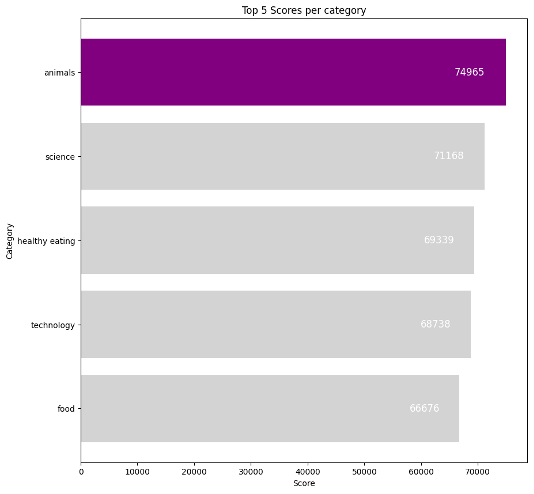 Top 5 Scores per category
animals
74965
science
71168
healthy eating
69339
technology
68738
food
66676
Category
0 10000 20000 30000 40000 50000 60000 70000
Score